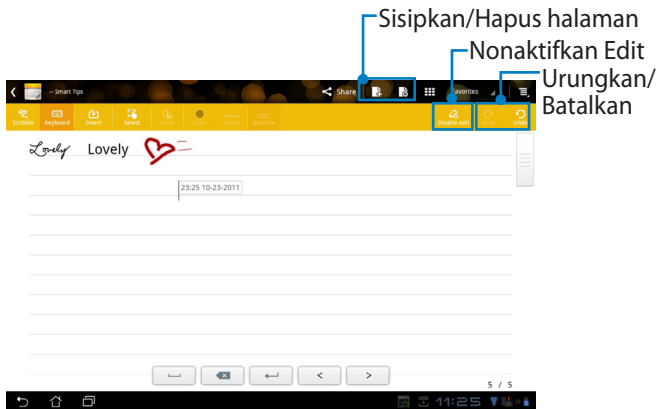 Sisipkan/Hapus halaman
Nonaktifkan Edit
Urungkan/
Batalkan
-- Smart Tips
Share
Favorites
Scribble
Keyboard
Insert
Select
Disable edit
Undo
Lovely Lovely
23:25 10-23-2011
5 / 5
11:25